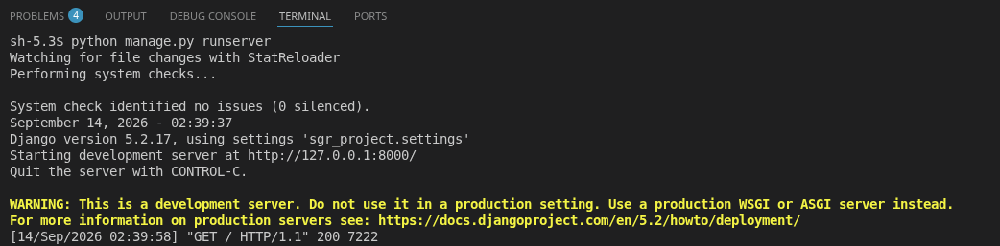 PROBLEMS 4 OUTPUT DEBUG CONSOLE TERMINAL PORTS
sh-5.3$ python manage.py runserver
Watching for file changes with StatReloader
Performing system checks...
System check identified no issues (0 silenced).
September 14, 2026 - 02:39:37
Django version 5.2.17, using settings 'sgr_project.settings'
Starting development server at http://127.0.0.1:8000/
Quit the server with CONTROL-C.
WARNING: This is a development server. Do not use it in a production setting. Use a production WSGI or ASGI server instead.
For more information on production servers see: https://docs.djangoproject.com/en/5.2/howto/deployment/
[14/Sep/2026 02:39:58] "GET / HTTP/1.1" 200 7222